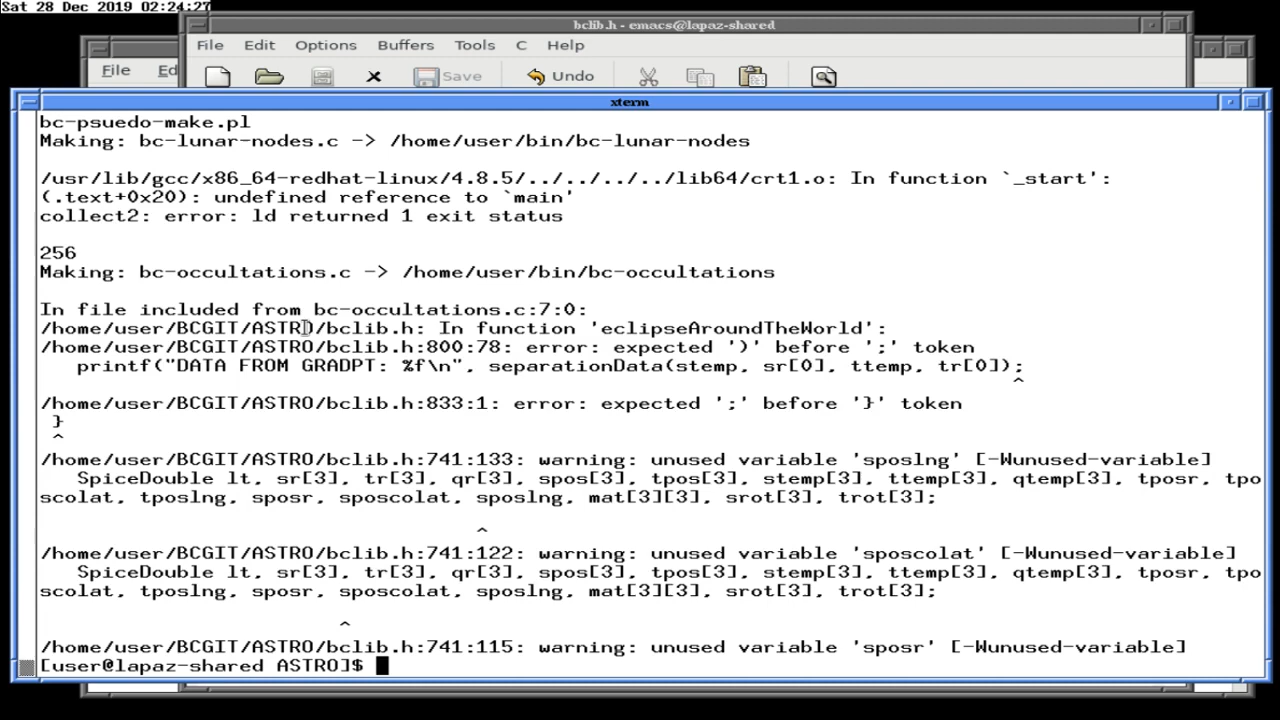 Sat 28 Dec 2019 02:24:27
bclib.h - emacs@lapaz-shared
File Edit Options Buffers Tools C Help
File Ed
Save Undo
xterm
bc-psuedo-make.pl
Making: bc-lunar-nodes.c -> /home/user/bin/bc-lunar-nodes
/usr/lib/gcc/x86_64-redhat-linux/4.8.5/../../../../lib64/crt1.o: In function `_start':
(.text+0x20): undefined reference to `main'
collect2: error: ld returned 1 exit status
256
Making: bc-occultations.c -> /home/user/bin/bc-occultations
In file included from bc-occultations.c:7:0:
/home/user/BCGIT/ASTRO/bclib.h: In function 'eclipseAroundTheWorld':
/home/user/BCGIT/ASTRO/bclib.h:800:78: error: expected ')' before ';' token
printf("DATA FROM GRADPT: %f\n", separationData(stemp, sr[0], ttemp, tr[0]);
^
/home/user/BCGIT/ASTRO/bclib.h:833:1: error: expected ';' before '}' token
}
^
/home/user/BCGIT/ASTRO/bclib.h:741:133: warning: unused variable 'sposlng' [-Wunused-variable]
SpiceDouble lt, sr[3], tr[3], qr[3], spos[3], tpos[3], stemp[3], ttemp[3], qtemp[3], tposr, tpo
scolat, tposlng, sposr, sposcolat, sposlng, mat[3][3], srot[3], trot[3];
^
/home/user/BCGIT/ASTRO/bclib.h:741:122: warning: unused variable 'sposcolat' [-Wunused-variable]
SpiceDouble lt, sr[3], tr[3], qr[3], spos[3], tpos[3], stemp[3], ttemp[3], qtemp[3], tposr, tpo
scolat, tposlng, sposr, sposcolat, sposlng, mat[3][3], srot[3], trot[3];
^
/home/user/BCGIT/ASTRO/bclib.h:741:115: warning: unused variable 'sposr' [-Wunused-variable]
[user@lapaz-shared ASTRO]$